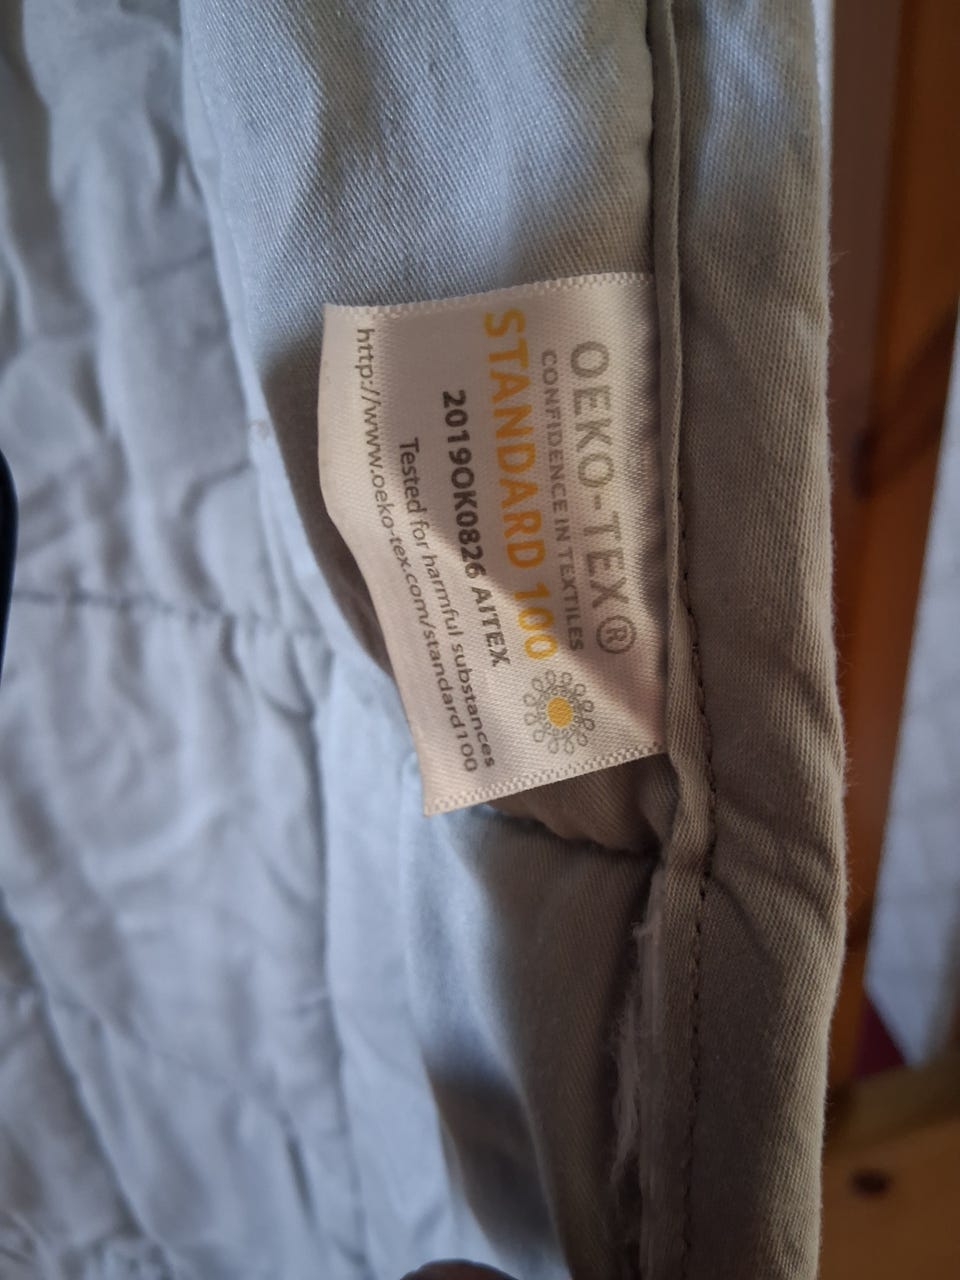 OEKO-TEX®
CONFIDENCE IN TEXTILES
STANDARD 100
2019OK0826 AITEX
Tested for harmful substances
http://www.oeko-tex.com/standard100